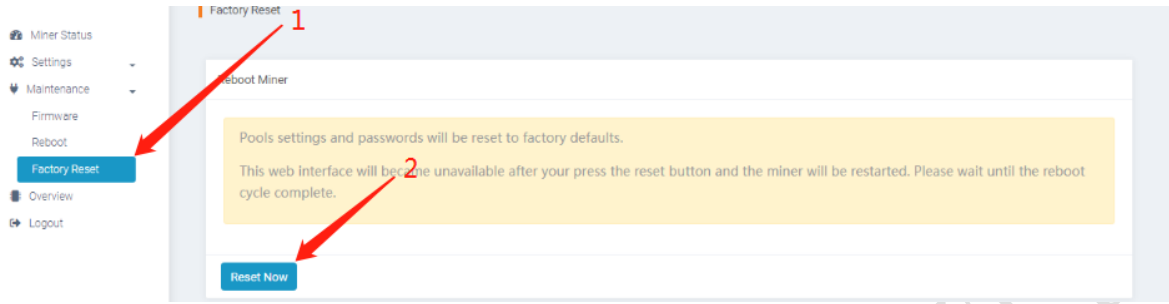 Factory Reset
1
Miner Status
Settings
Maintenance
Firmware
Reboot
Factory Reset
Overview
Logout
Reboot Miner
Pools settings and passwords will be reset to factory defaults.
This web interface will became unavailable after your press the reset button and the miner will be restarted. Please wait until the reboot
cycle complete.
2
Reset Now